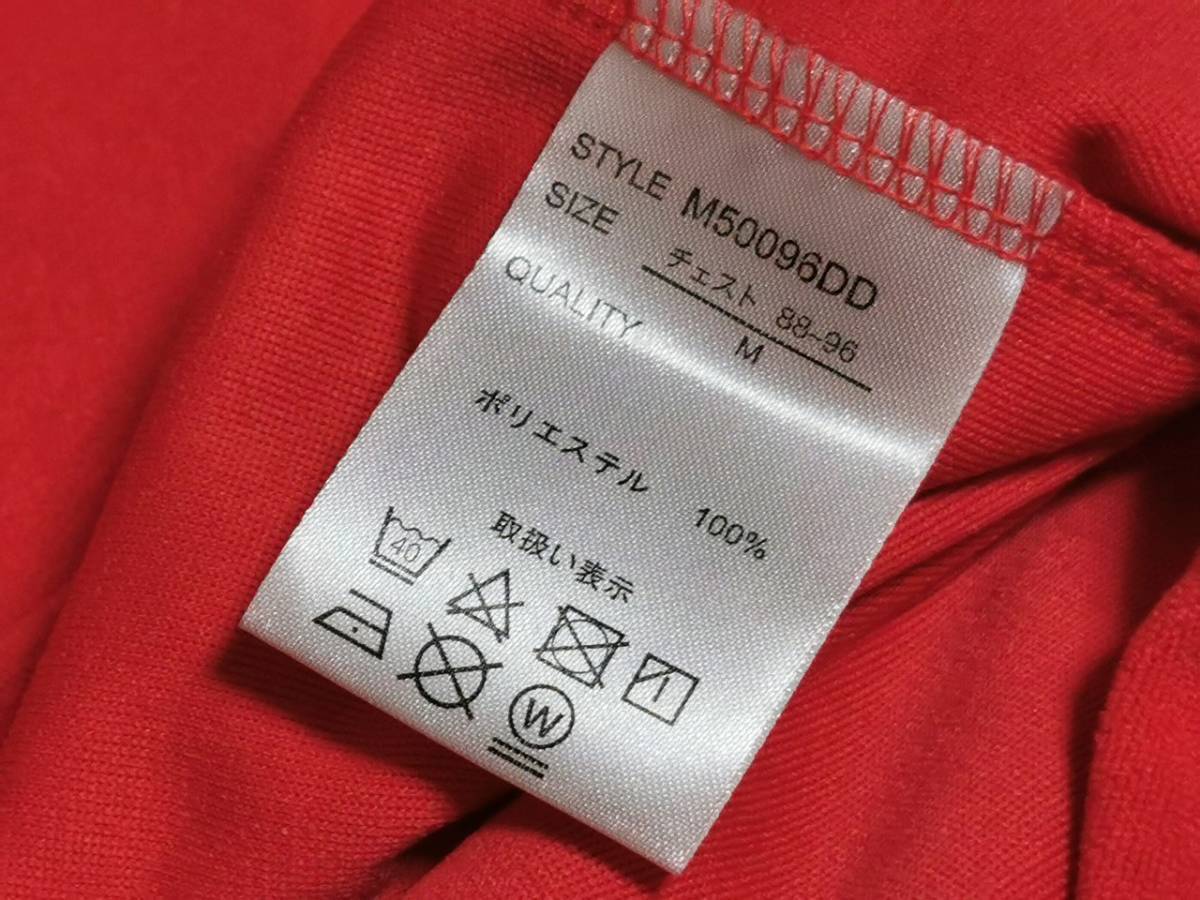 STYLE M50096DD
SIZE チェスト 88~96
M
QUALITY
ポリエステル 100%
取扱い表示
40
W